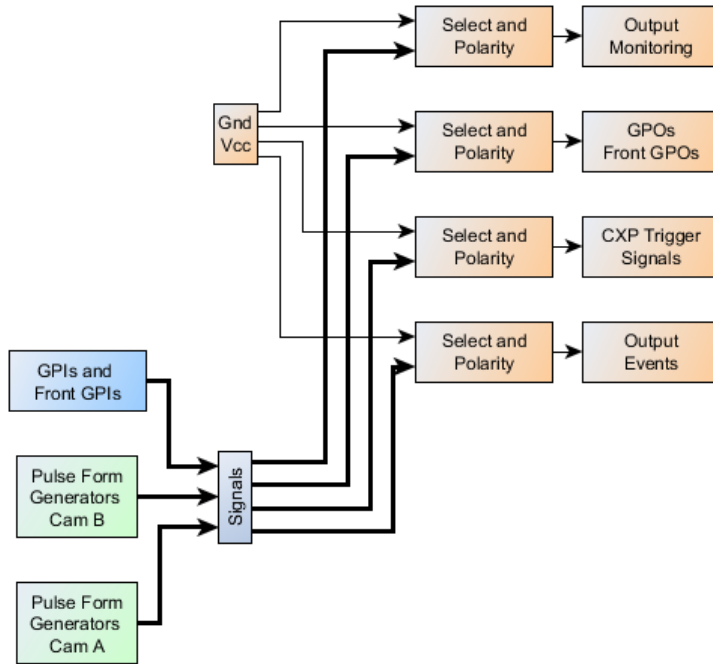 Select and
Polarity
Output
Monitoring
Gnd
Vcc
Select and
Polarity
GPOs
Front GPOs
Select and
Polarity
CXP Trigger
Signals
Select and
Polarity
Output
Events
GPIs and
Front GPIs
Pulse Form
Generators
Cam B
Signals
Pulse Form
Generators
Cam A